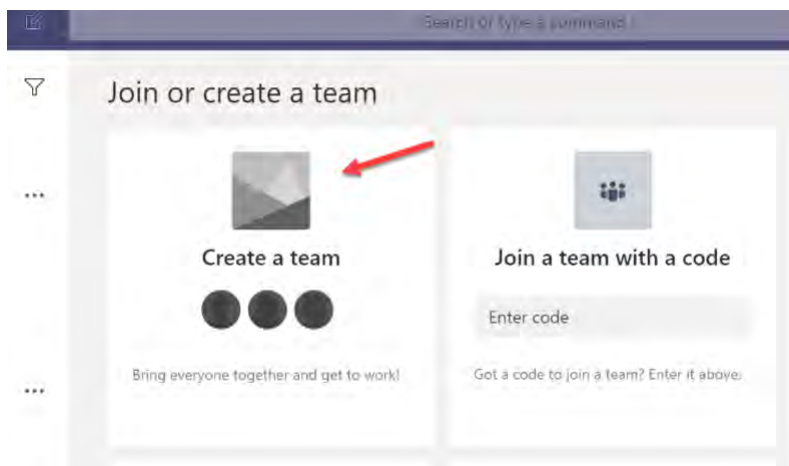 Search or type a command
Join or create a team
Create a team
Join a team with a code
Enter code
Bring everyone together and get to work!
Got a code to join a team? Enter it above.